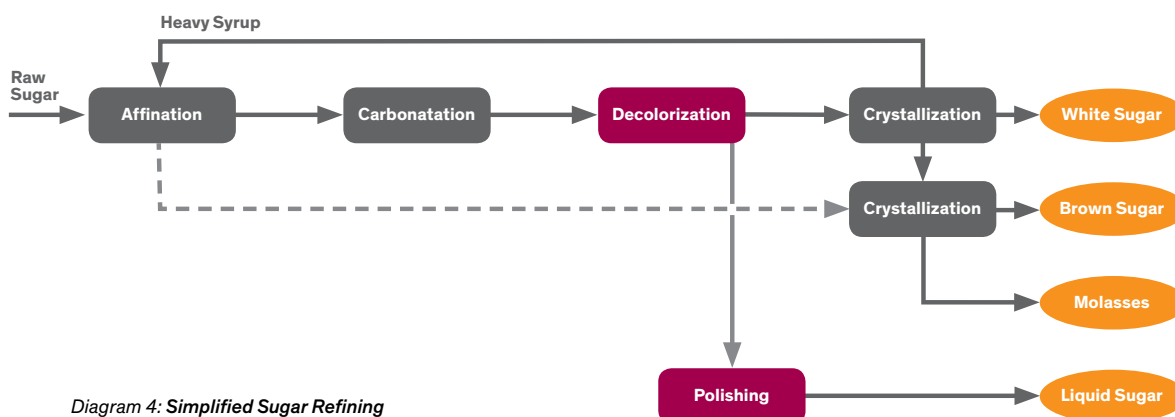 Heavy Syrup
Raw
Sugar
Affination
Carbonatation
Decolorization
Crystallization
White Sugar
Crystallization
Brown Sugar
Molasses
Polishing
Liquid Sugar
Diagram 4: Simplified Sugar Refining